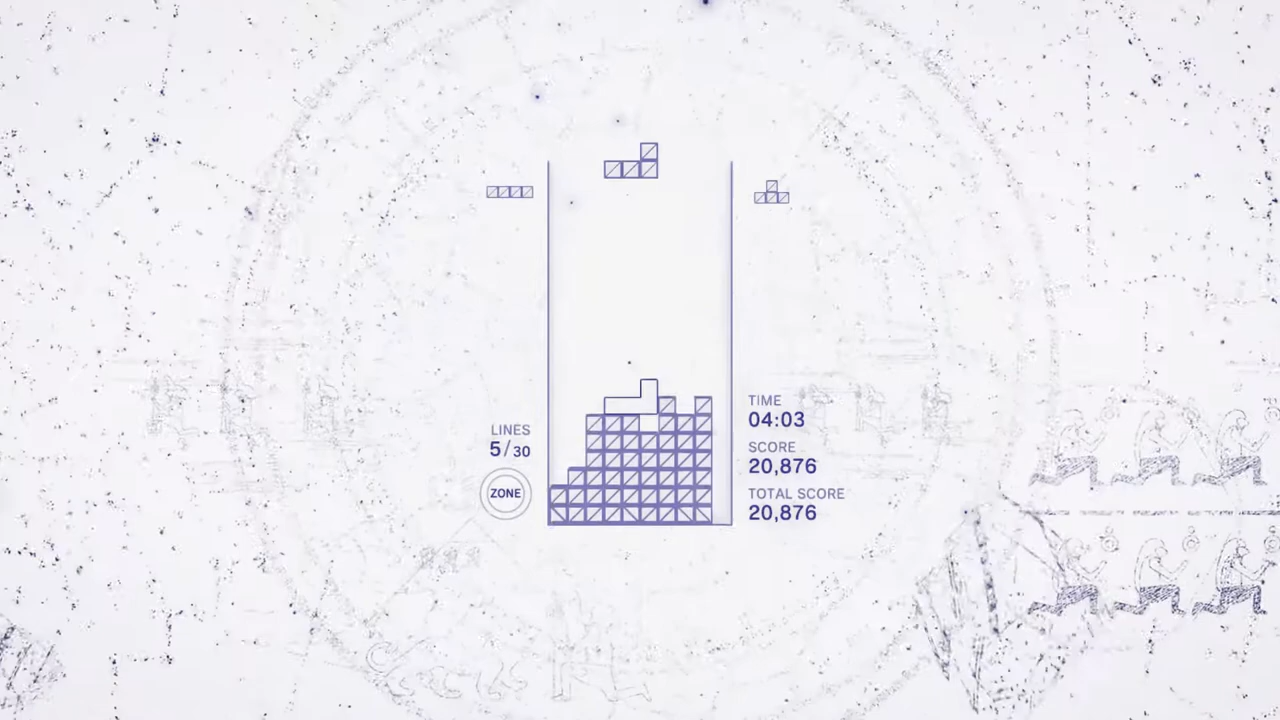 LINES
5/30
ZONE
TIME
04:03
SCORE
20,876
TOTAL SCORE
20,876